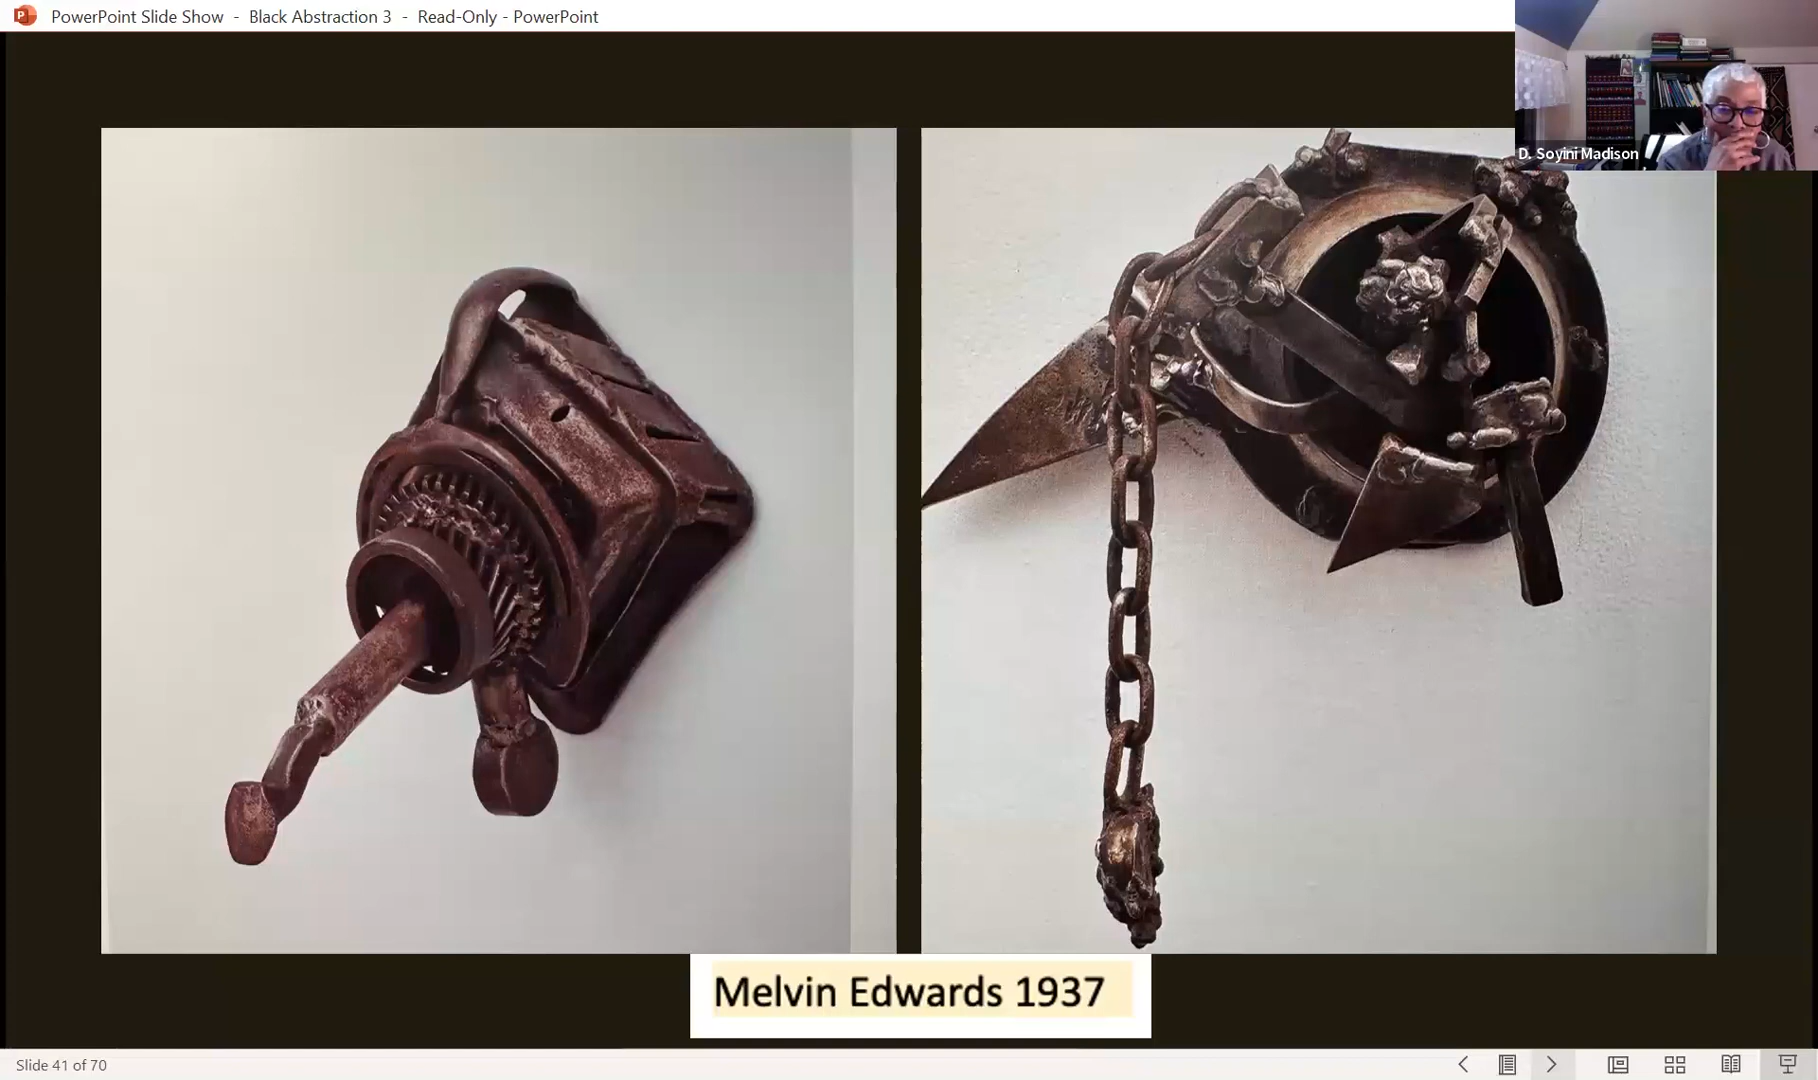 PowerPoint Slide Show - Black Abstraction 3 - Read-Only - PowerPoint
D. Soyini Madison
Melvin Edwards 1937
Slide 41 of 70